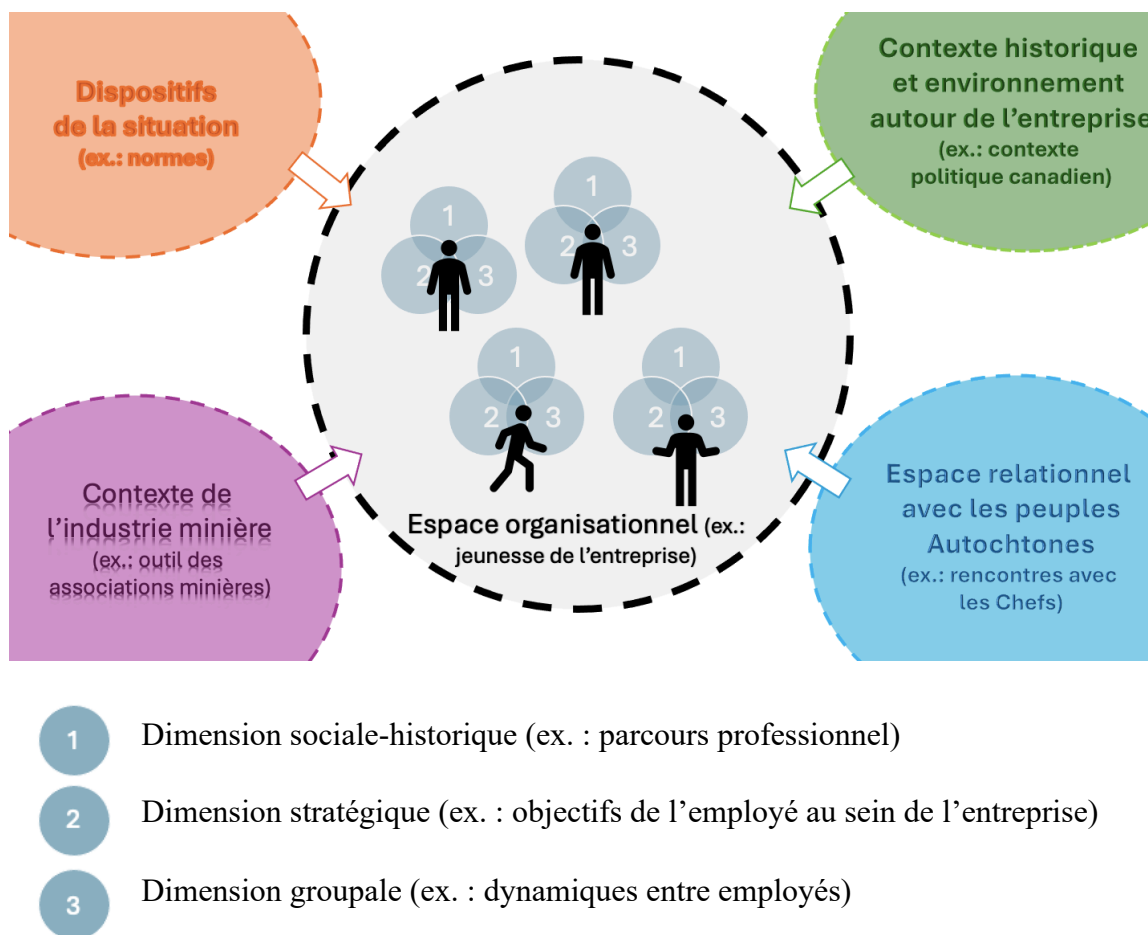 Dispositifs
de la situation
(ex.: normes)
Contexte historique
et environnement
autour de l'entreprise
(ex.: contexte
politique canadien)
1
2 3
1
2 3
1
2 3
1
2 3
Contexte de
l'industrie minière
(ex.: outil des
associations minières)
Espace organisationnel (ex.:
jeunesse de l'entreprise)
Espace relationnel
avec les peuples
Autochtones
(ex.: rencontres avec
les Chefs)
1 Dimension sociale-historique (ex. : parcours professionnel)
2 Dimension stratégique (ex. : objectifs de l'employé au sein de l'entreprise)
3 Dimension groupale (ex. : dynamiques entre employés)